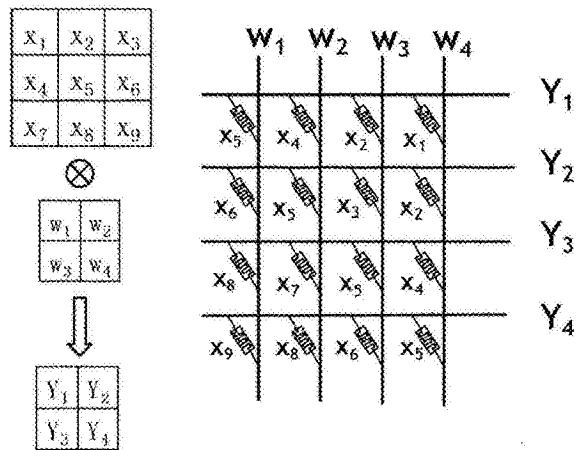 x₁ x₂ x₃
x₄ x₅ x₆
x₇ x₈ x₉
⊗
w₁ w₂
w₃ w₄
Y₁ Y₂
Y₃ Y₄
W₁ W₂ W₃ W₄
Y₁
x₅ x₄ x₂ x₁
Y₂
x₆ x₅ x₃ x₂
Y₃
x₈ x₇ x₅ x₄
Y₄
x₉ x₈ x₆ x₅